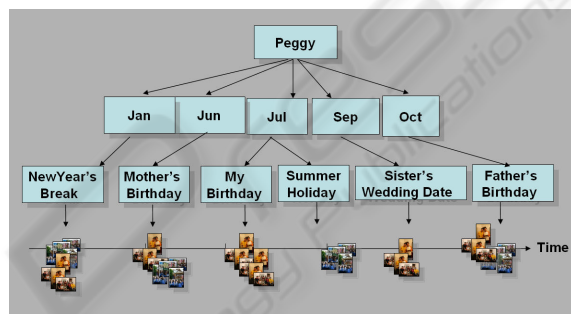 Peggy
Jan
Jun
Jul
Sep
Oct
NewYear's
Break
Mother's
Birthday
My
Birthday
Summer
Holiday
Sister's
Wedding Date
Father's
Birthday
Time